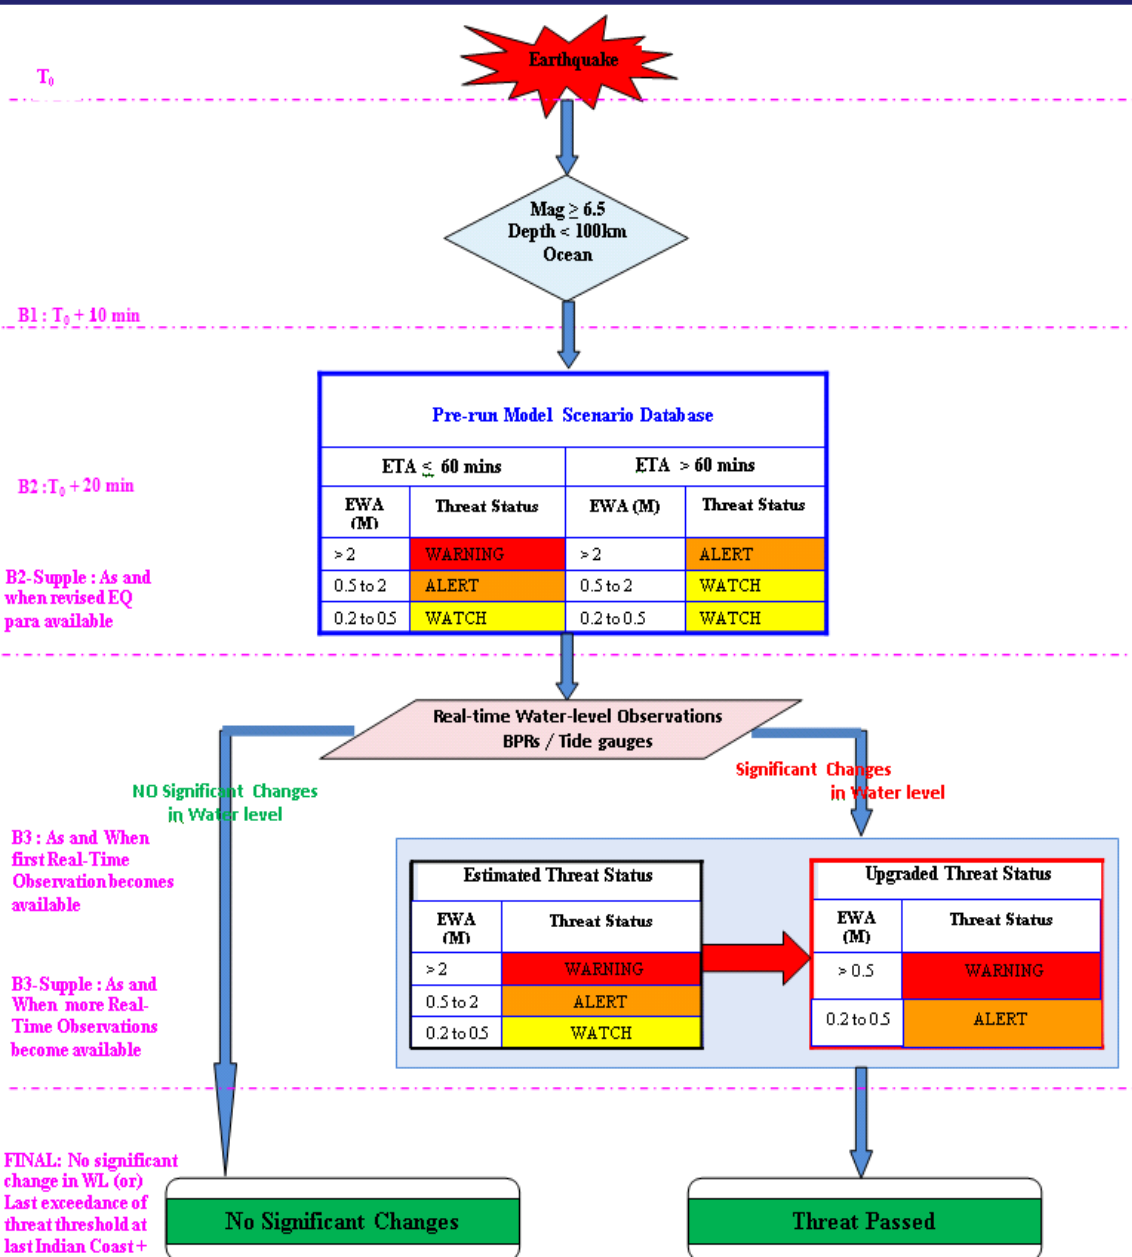 Earthquake
T0
Mag ≥ 6.5
Depth < 100km
Ocean
B1 : T0 + 10 min
Pre-run Model Scenario Database
ETA ≤ 60 mins
ETA > 60 mins
B2 :T0 + 20 min
EWA (M)
Threat Status
EWA (M)
Threat Status
> 2
WARNING
> 2
ALERT
0.5 to 2
ALERT
0.5 to 2
WATCH
0.2 to 0.5
WATCH
0.2 to 0.5
WATCH
B2-Supple : As and
when revised EQ
para available
Real-time Water-level Observations
BPRs / Tide gauges
NO Significant Changes
in Water level
Significant Changes
in Water level
B3 : As and When
first Real-Time
Observation becomes
available
Estimated Threat Status
EWA
(M)
Threat Status
> 2
WARNING
0.5 to 2
ALERT
0.2 to 0.5
WATCH
Upgraded Threat Status
EWA
(M)
Threat Status
> 0.5
WARNING
0.2 to 0.5
ALERT
B3-Supple : As and
When more Real-
Time Observations
become available
FINAL: No significant
change in WL (or)
Last exceedance of
threat threshold at
last Indian Coast +
No Significant Changes
Threat Passed